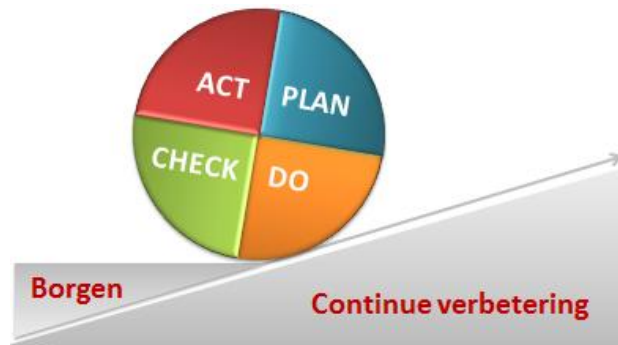 ACT
PLAN
CHECK
DO
Borgen
Continue verbetering